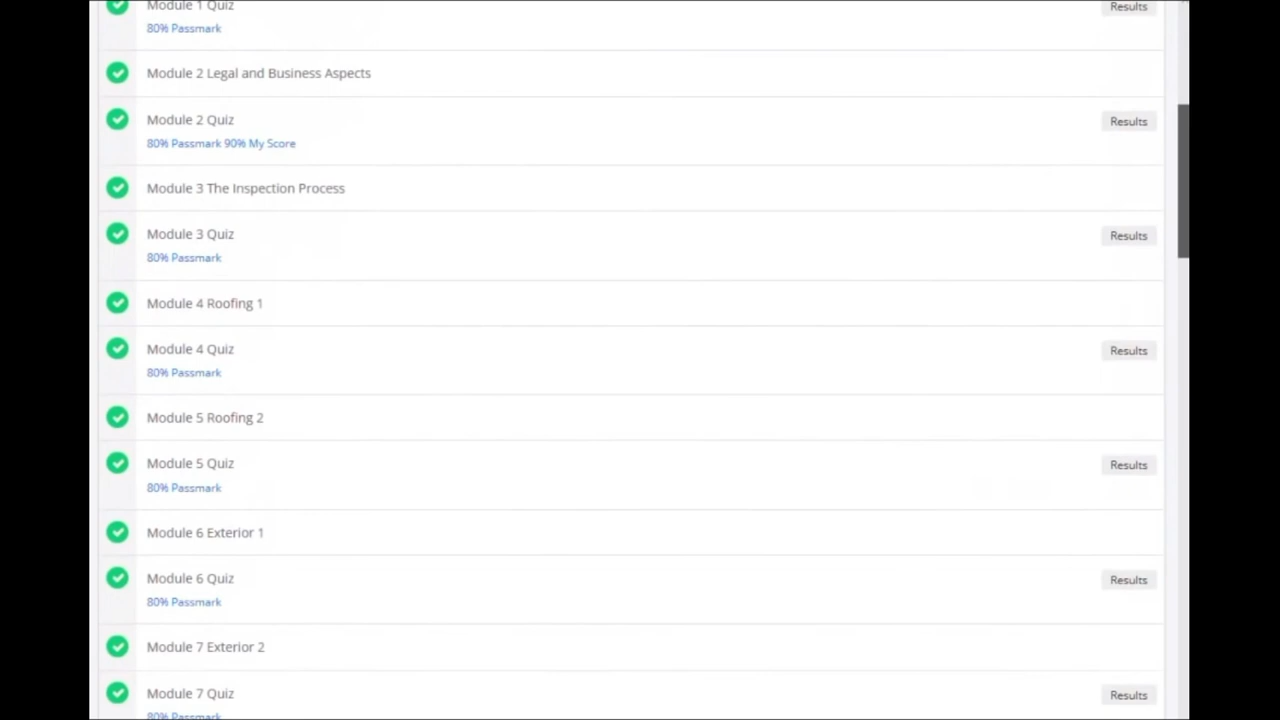 Module 1 Quiz
Results
80% Passmark
Module 2 Legal and Business Aspects
Module 2 Quiz
Results
80% Passmark 90% My Score
Module 3 The Inspection Process
Module 3 Quiz
Results
80% Passmark
Module 4 Roofing 1
Module 4 Quiz
Results
80% Passmark
Module 5 Roofing 2
Module 5 Quiz
Results
80% Passmark
Module 6 Exterior 1
Module 6 Quiz
Results
80% Passmark
Module 7 Exterior 2
Module 7 Quiz
Results
80% Passmark